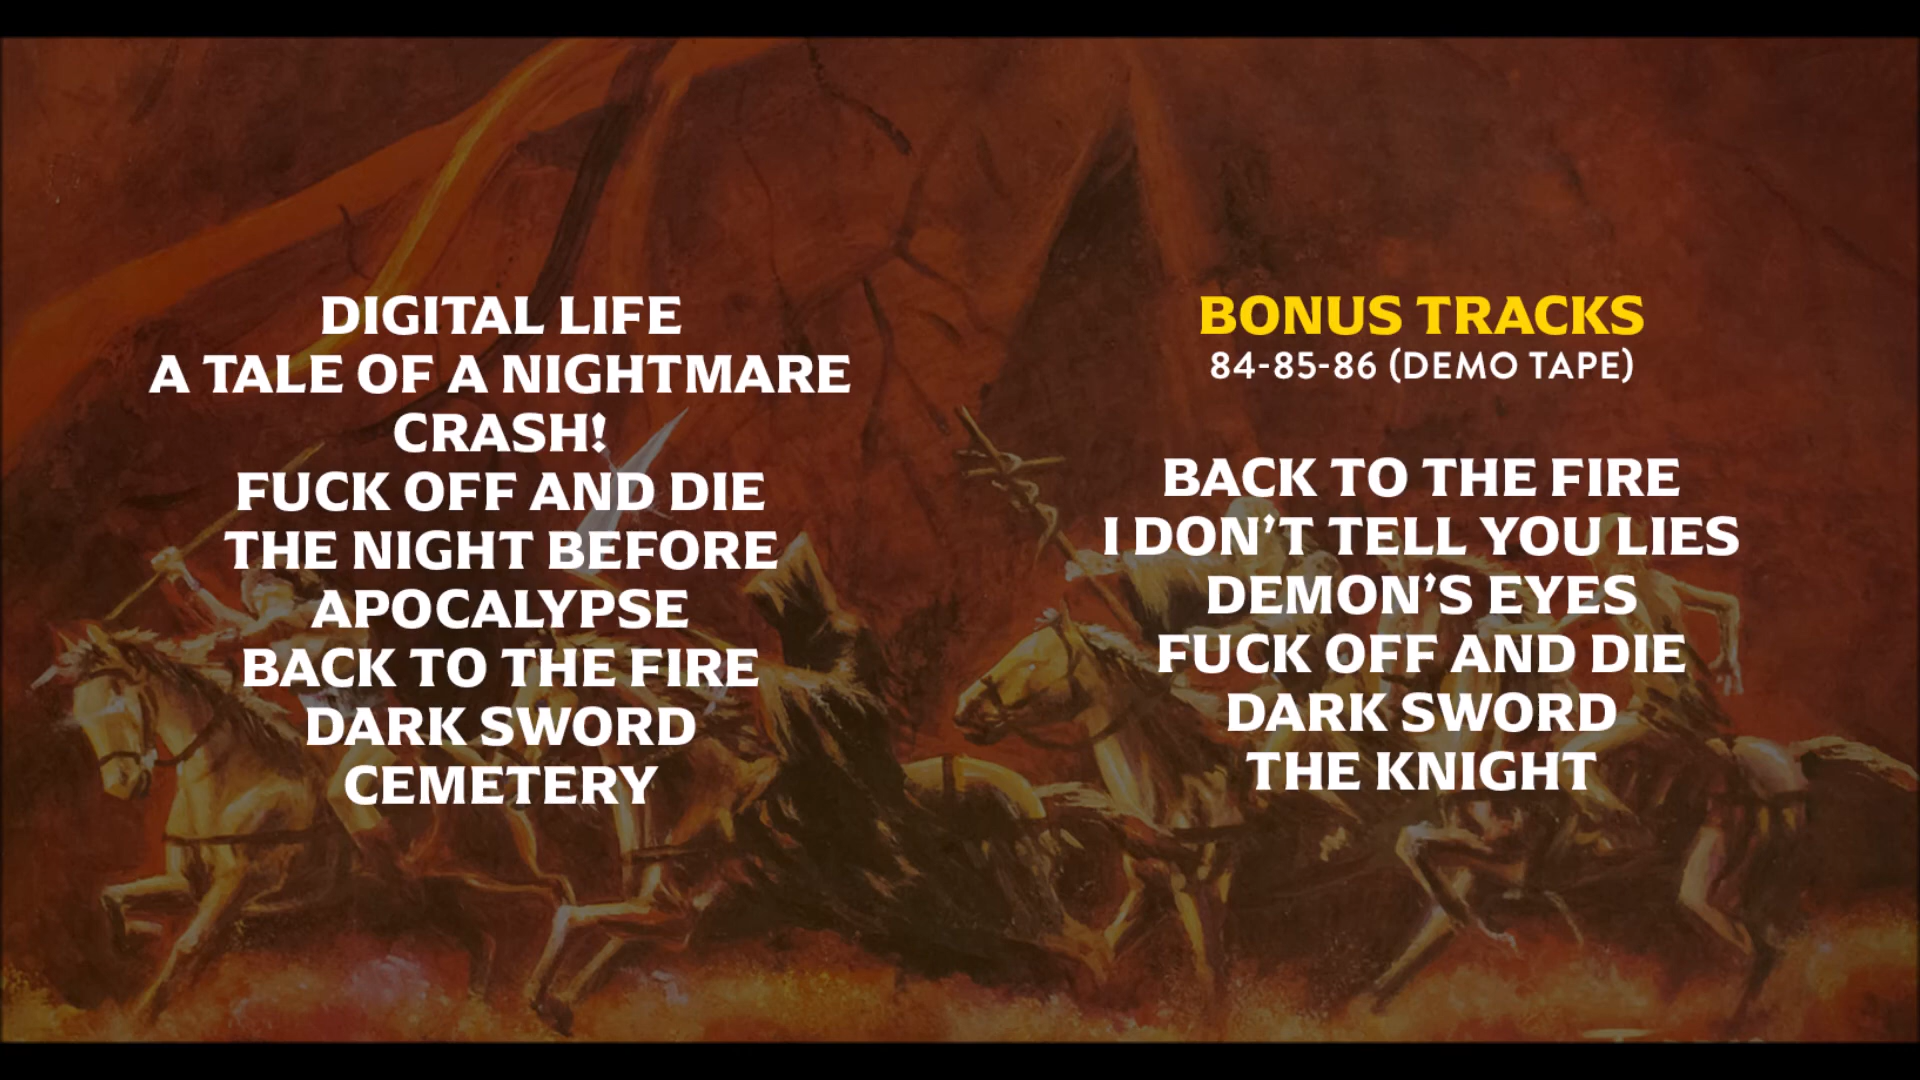 DIGITAL LIFE
A TALE OF A NIGHTMARE
CRASH!
FUCK OFF AND DIE
THE NIGHT BEFORE
APOCALYPSE
BACK TO THE FIRE
DARK SWORD
CEMETERY
BONUS TRACKS
84-85-86 (DEMO TAPE)
BACK TO THE FIRE
I DON’T TELL YOU LIES
DEMON’S EYES
FUCK OFF AND DIE
DARK SWORD
THE KNIGHT